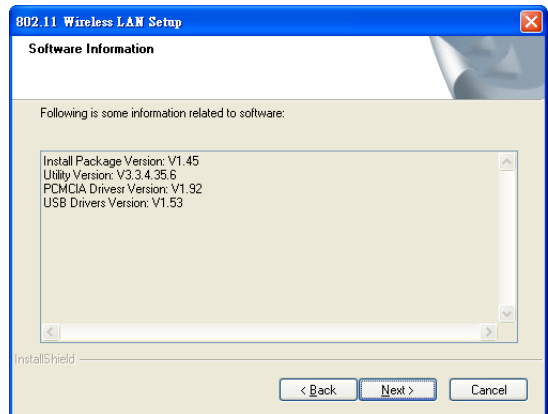 802.11 Wireless LAN Setup
Software Information
Following is some information related to software:
Install Package Version: V1.45
Utility Version: V3.3.4.35.6
PCMCIA Drivesr Version: V1.92
USB Drivers Version: V1.53
InstallShield
< Back Next > Cancel